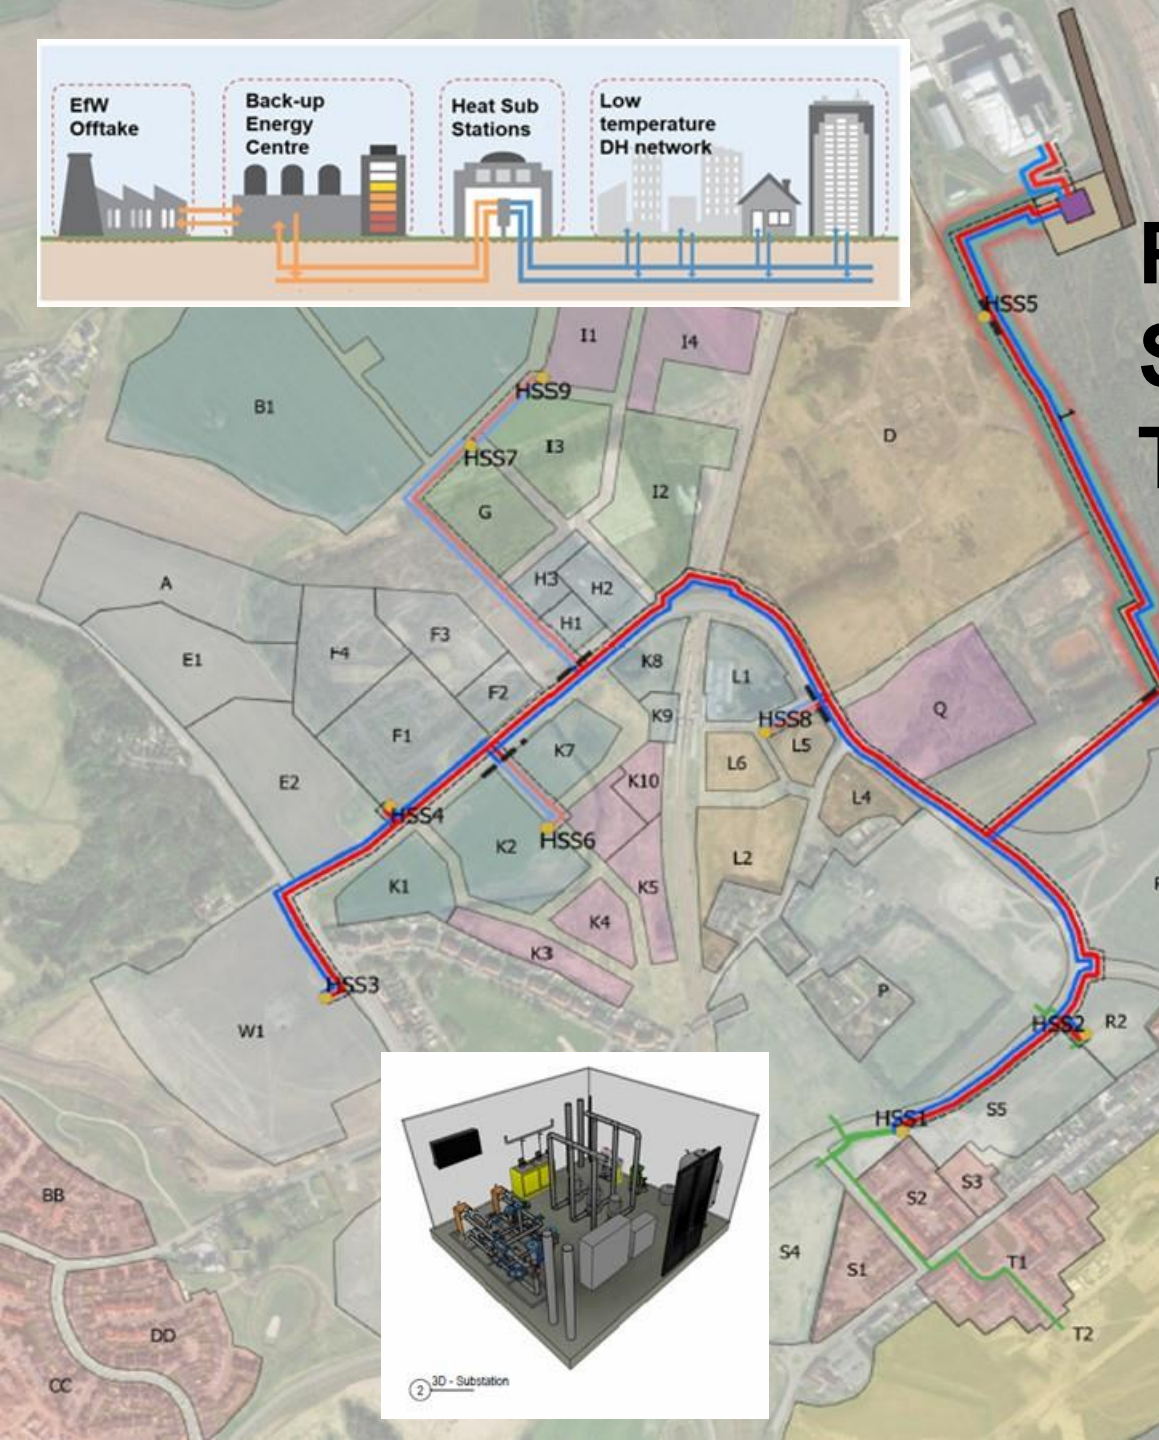 EfW
Offtake
Back-up
Energy
Centre
Heat Sub
Stations
Low
temperature
DH network
HSS5
1
I1
I4
HSS9
B1
D
I3
HSS7
I2
G
A
H3
H2
H1
F3
F4
E1
K8
L1
F2
Q
K9
HSS8
F1
K7
L5
L6
K10
E2
L4
HSS4
HSS6
K2
L2
K1
K5
K4
K3
HSS3
P
W1
HSS2
R2
S5
HSS1
S3
S2
BB
S4
T1
S1
T2
DD
CC
2
3D - Substation